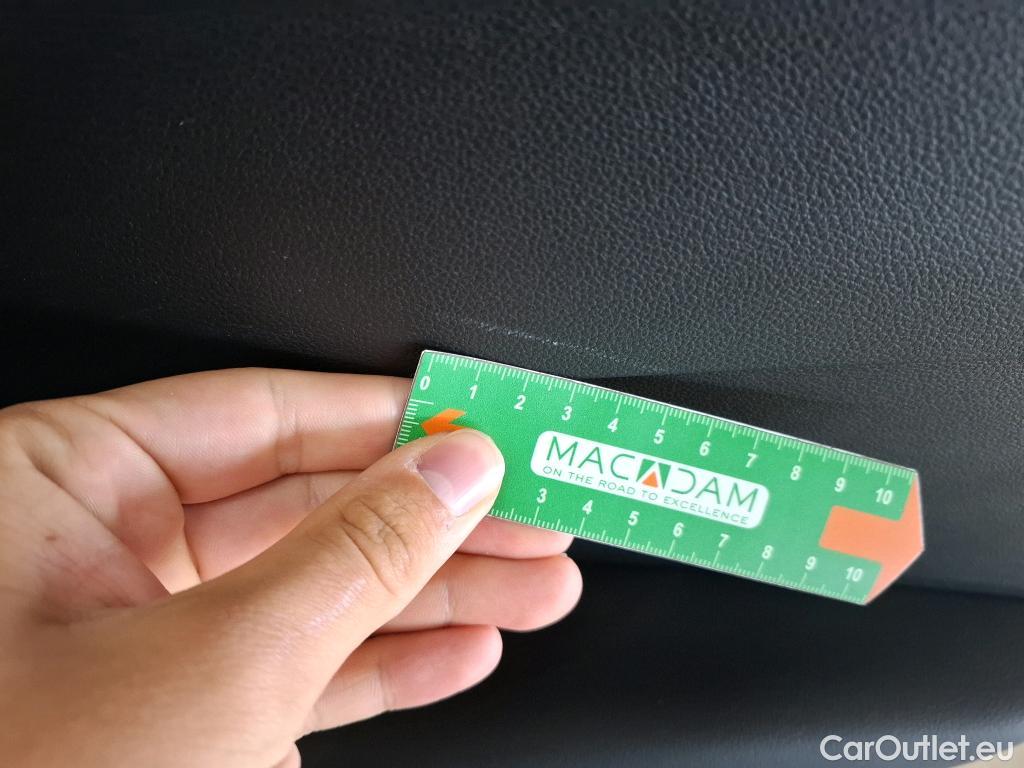 0 1 2 3 4 5 6 7 8 9 10
MACADAM
ON THE ROAD TO EXCELLENCE
3 4 5 6 7 8 9 10
CarOutlet.eu